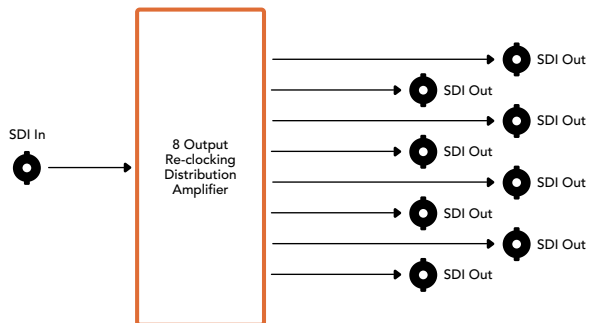 SDI In
8 Output
Re-clocking
Distribution
Amplifier
SDI Out
SDI Out
SDI Out
SDI Out
SDI Out
SDI Out
SDI Out
SDI Out